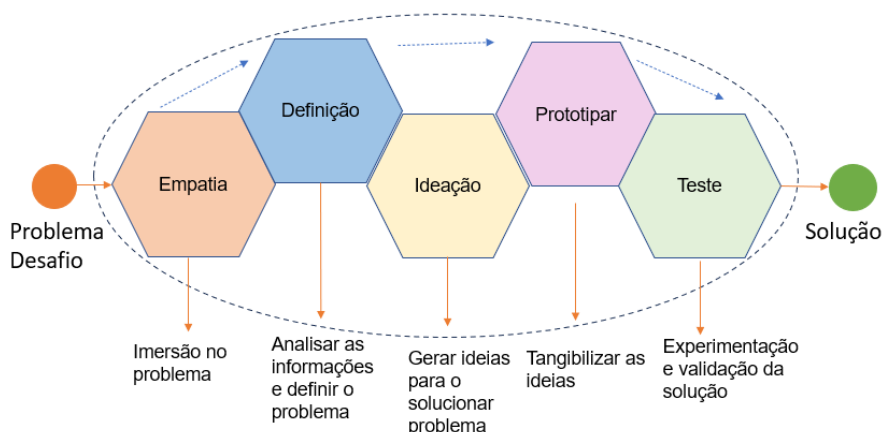 Problema
Desafio
Empatia
Definição
Ideação
Prototipar
Teste
Solução
Imersão no
problema
Analisar as
informações
e definir o
problema
Gerar ideias
para o
solucionar
problema
Tangibilizar as
ideias
Experimentação
e validação da
solução